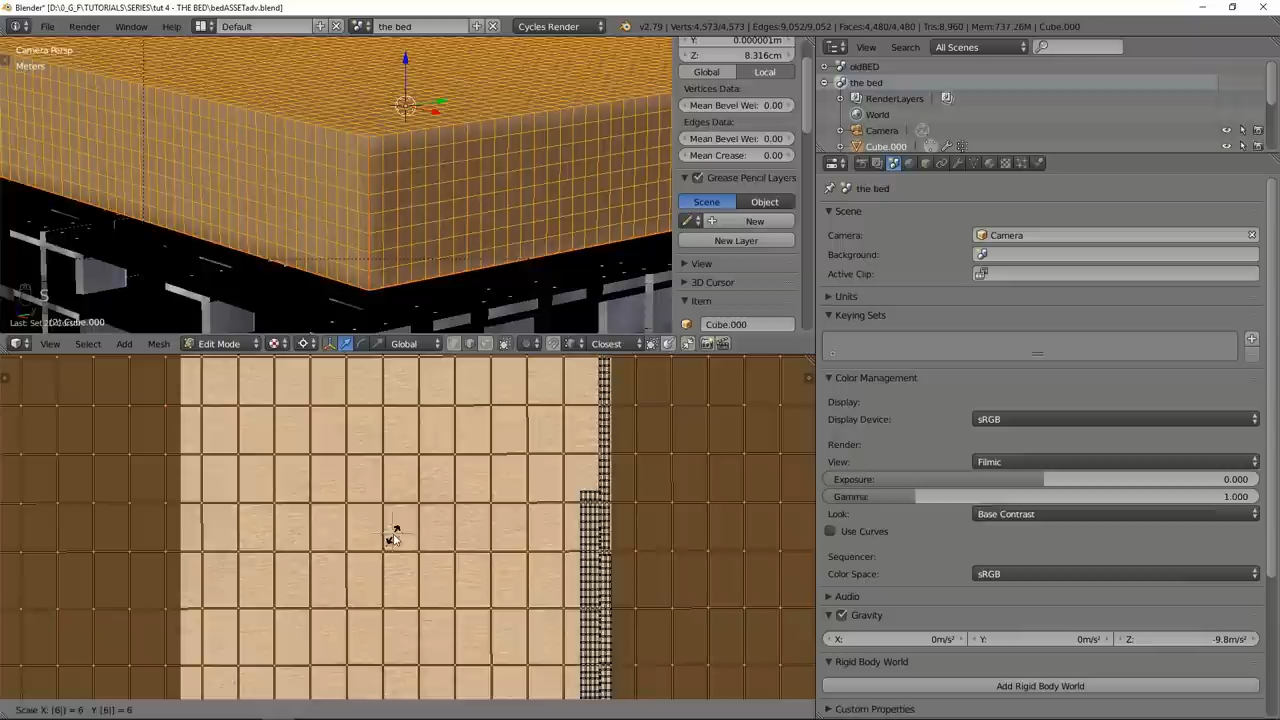 Blender* [D:\0_G_F\TUTORIALS\SERIES\tut 4 - THE BED\bedASSETadv.blend]
File Render Window Help Default the bed Cycles Render v2.79 | Verts:4,573/4,573 | Edges:9,052/9,052 | Faces:4,480/4,480 | Tris:8,960 | Mem:737.26M | Cube.000
Camera Persp
Meters
S
Cube.000
Y: 0.000001m
Z: 8.316cm
Global Local
Vertices Data:
Mean Bevel Wei: 0.00
Edges Data:
Mean Bevel Wei: 0.00
Mean Crease: 0.00
Grease Pencil Layers
Scene Object
New
New Layer
View
3D Cursor
Item
Cube.000
View Select Add Mesh Edit Mode Global Closest
Scale X: [6|] = 6 Y: [6|] = 6
View Search All Scenes
oldBED
the bed
RenderLayers
World
Camera
Cube.000
the bed
Scene
Camera: Camera
Background:
Active Clip:
Units
Keying Sets
Color Management
Display:
Display Device: sRGB
Render:
View: Filmic
Exposure: 0.000
Gamma: 1.000
Look: Base Contrast
Use Curves
Sequencer:
Color Space: sRGB
Audio
Gravity
X: 0m/s² Y: 0m/s² Z: -9.8m/s²
Rigid Body World
Add Rigid Body World
Custom Properties